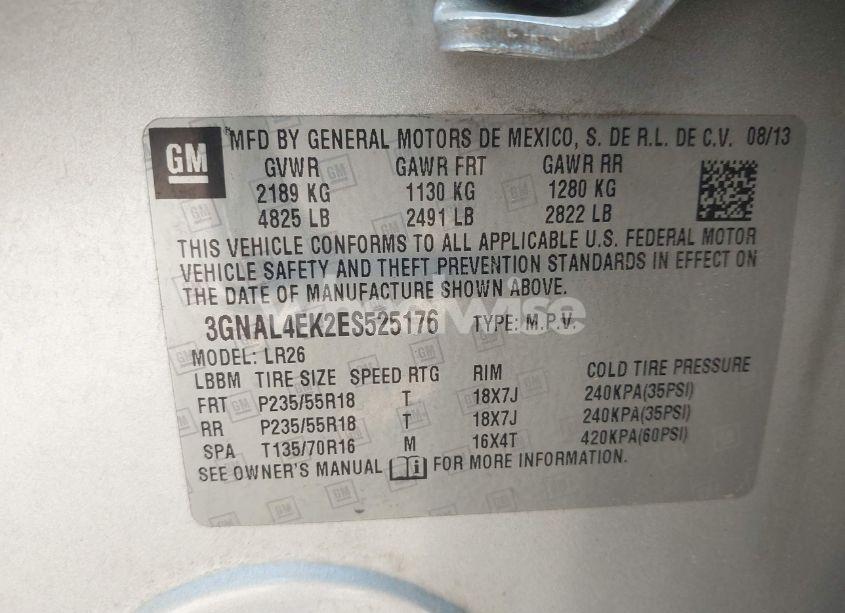 GM MFD BY GENERAL MOTORS DE MEXICO, S. DE R.L. DE C.V. 08/13
GVWR GAWR FRT GAWR RR
2189 KG 1130 KG 1280 KG
4825 LB 2491 LB 2822 LB
THIS VEHICLE CONFORMS TO ALL APPLICABLE U.S. FEDERAL MOTOR
VEHICLE SAFETY AND THEFT PREVENTION STANDARDS IN EFFECT ON
THE DATE OF MANUFACTURE SHOWN ABOVE.
3GNAL4EK2ES525176 TYPE: M.P.V.
MODEL: LR26
LBBM TIRE SIZE SPEED RTG RIM COLD TIRE PRESSURE
FRT P235/55R18 T 18X7J 240KPA(35PSI)
RR P235/55R18 T 18X7J 240KPA(35PSI)
SPA T135/70R16 M 16X4T 420KPA(60PSI)
SEE OWNER'S MANUAL i FOR MORE INFORMATION.